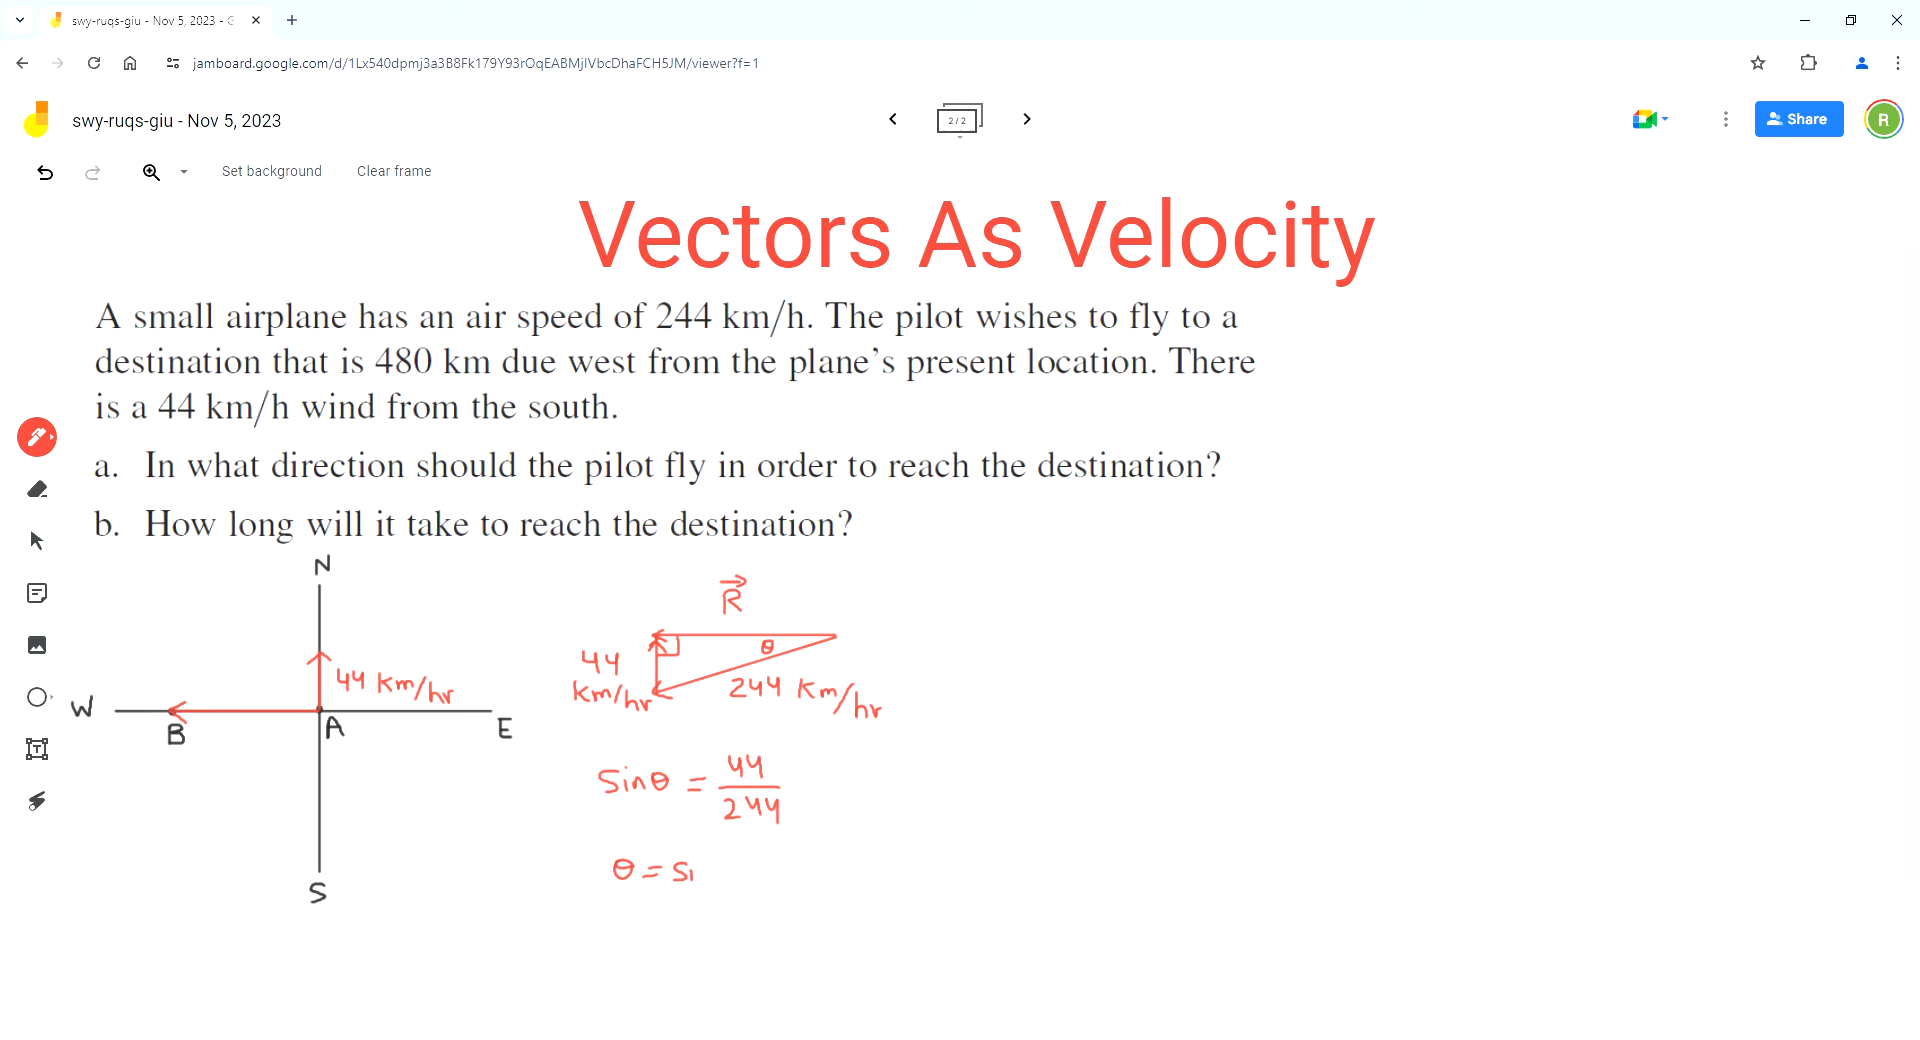 swy-ruqs-giu - Nov 5, 2023 - G
jamboard.google.com/d/1Lx540dpmj3a3B8Fk179Y93rOqEABMjIVbcDhaFCH5JM/viewer?f=1
swy-ruqs-giu - Nov 5, 2023
2 / 2
Share
R
Set background
Clear frame
Vectors As Velocity
A small airplane has an air speed of 244 km/h. The pilot wishes to fly to a
destination that is 480 km due west from the plane's present location. There
is a 44 km/h wind from the south.
a. In what direction should the pilot fly in order to reach the destination?
b. How long will it take to reach the destination?
N
W
E
S
A
B
44 Km/hr
R⃗
θ
44
Km/hr
244 Km/hr
Sinθ = 44/244
θ = Si